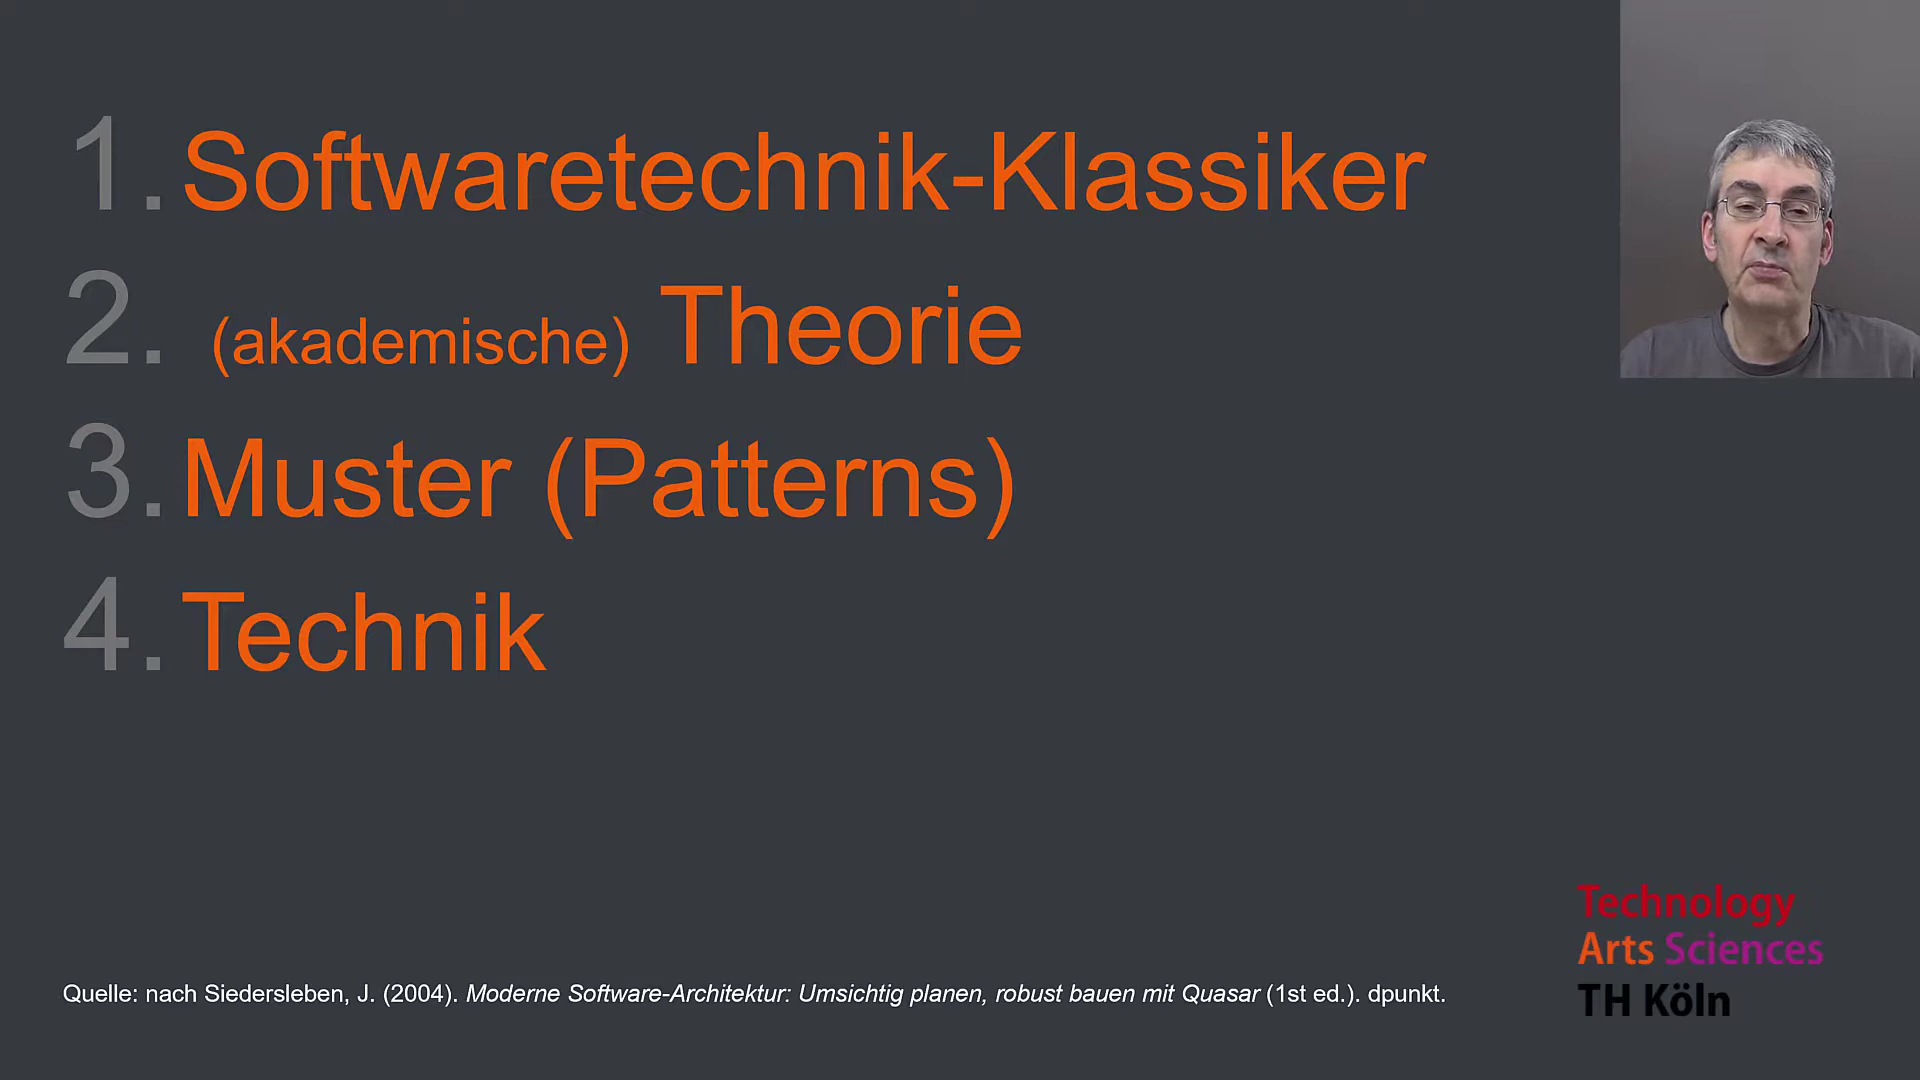 1. Softwaretechnik-Klassiker
2. (akademische) Theorie
3. Muster (Patterns)
4. Technik
Quelle: nach Siedersleben, J. (2004). Moderne Software-Architektur: Umsichtig planen, robust bauen mit Quasar (1st ed.). dpunkt.
Technology
Arts Sciences
TH Köln